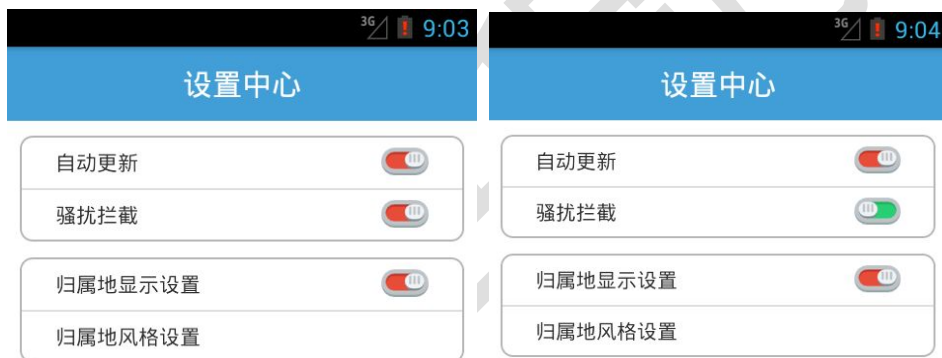 3G 9:03
设置中心
自动更新
骚扰拦截
归属地显示设置
归属地风格设置
3G 9:04
设置中心
自动更新
骚扰拦截
归属地显示设置
归属地风格设置